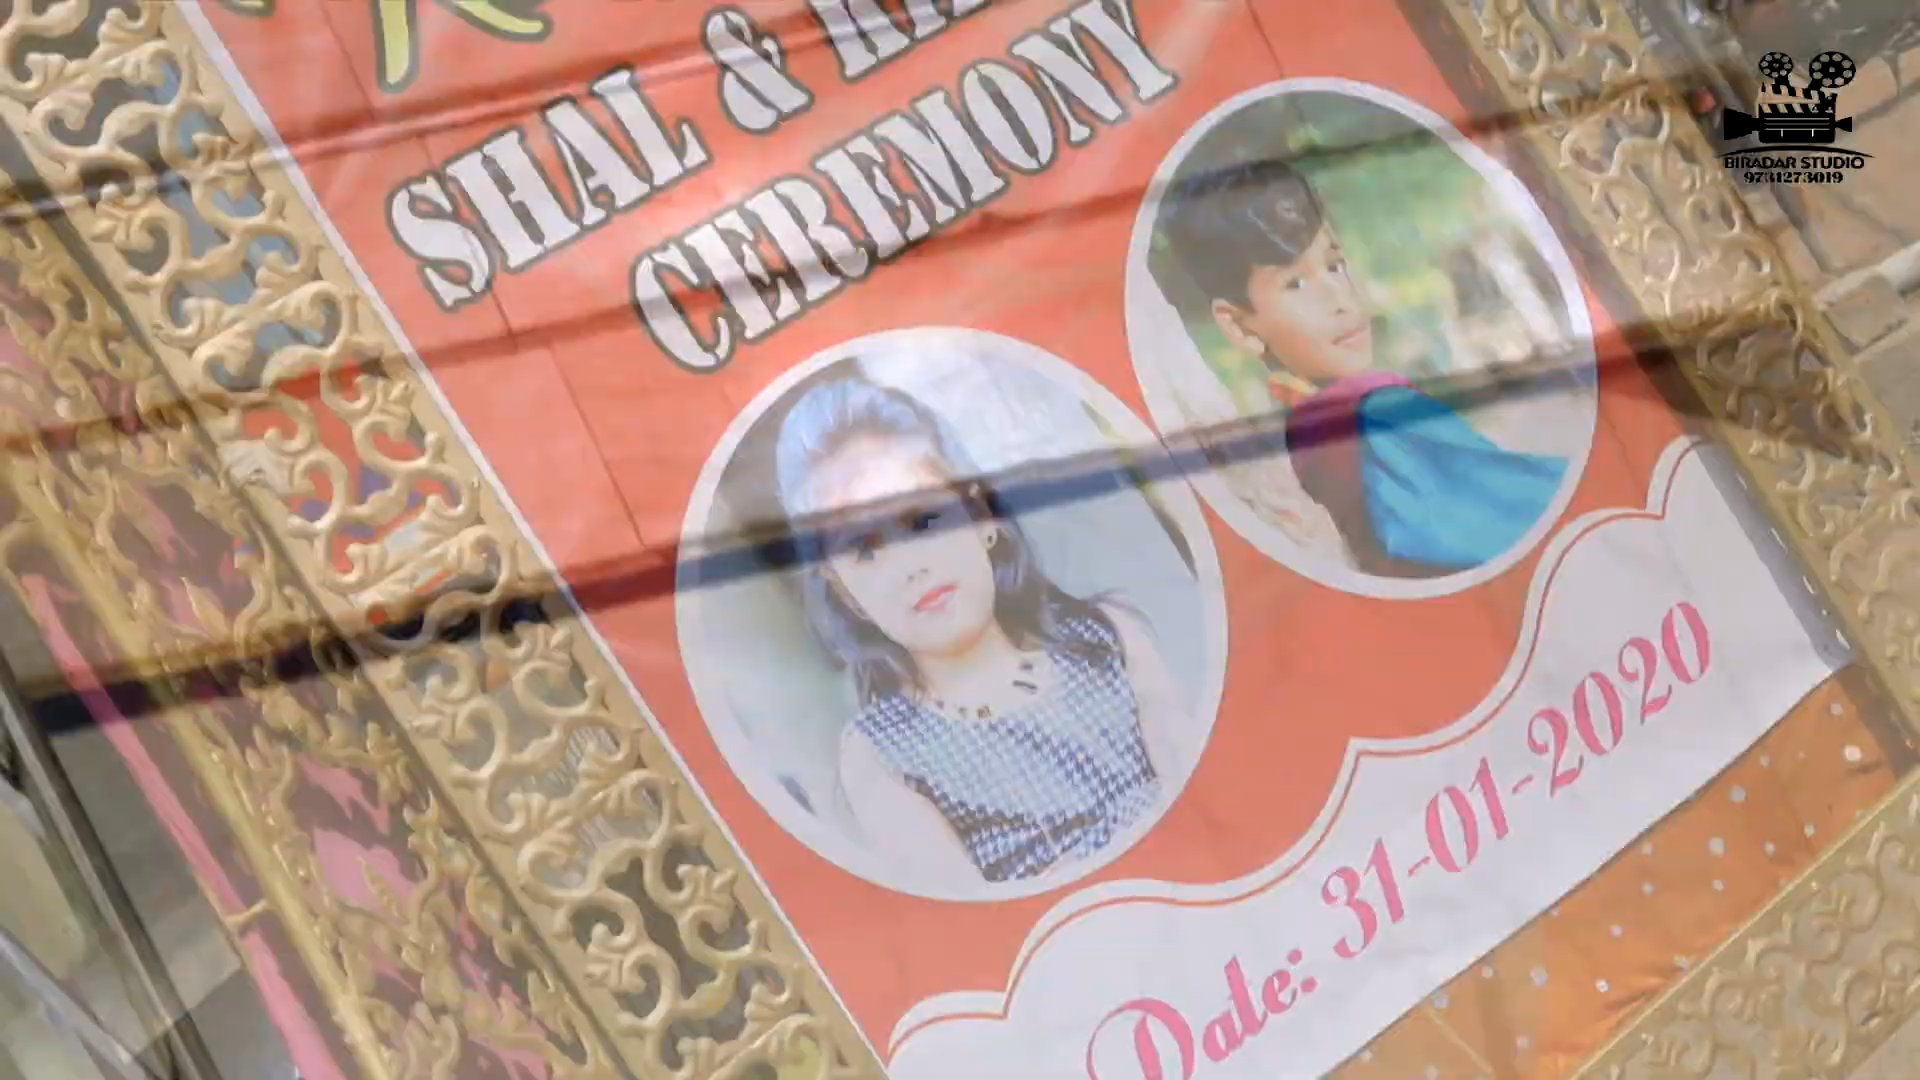 SHAL &
CEREMONY
Date: 31-01-2020
BIRADAR STUDIO
9731273019